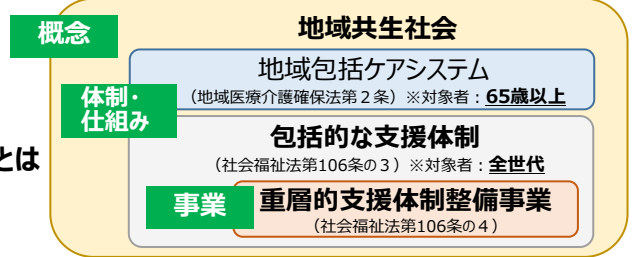 概念
地域共生社会
地域包括ケアシステム
体制・
仕組み
（地域医療介護確保法第２条）※対象者：65歳以上
包括的な支援体制
とは
（社会福祉法第106条の３）※対象者：全世代
事業
重層的支援体制整備事業
（社会福祉法第106条の４）